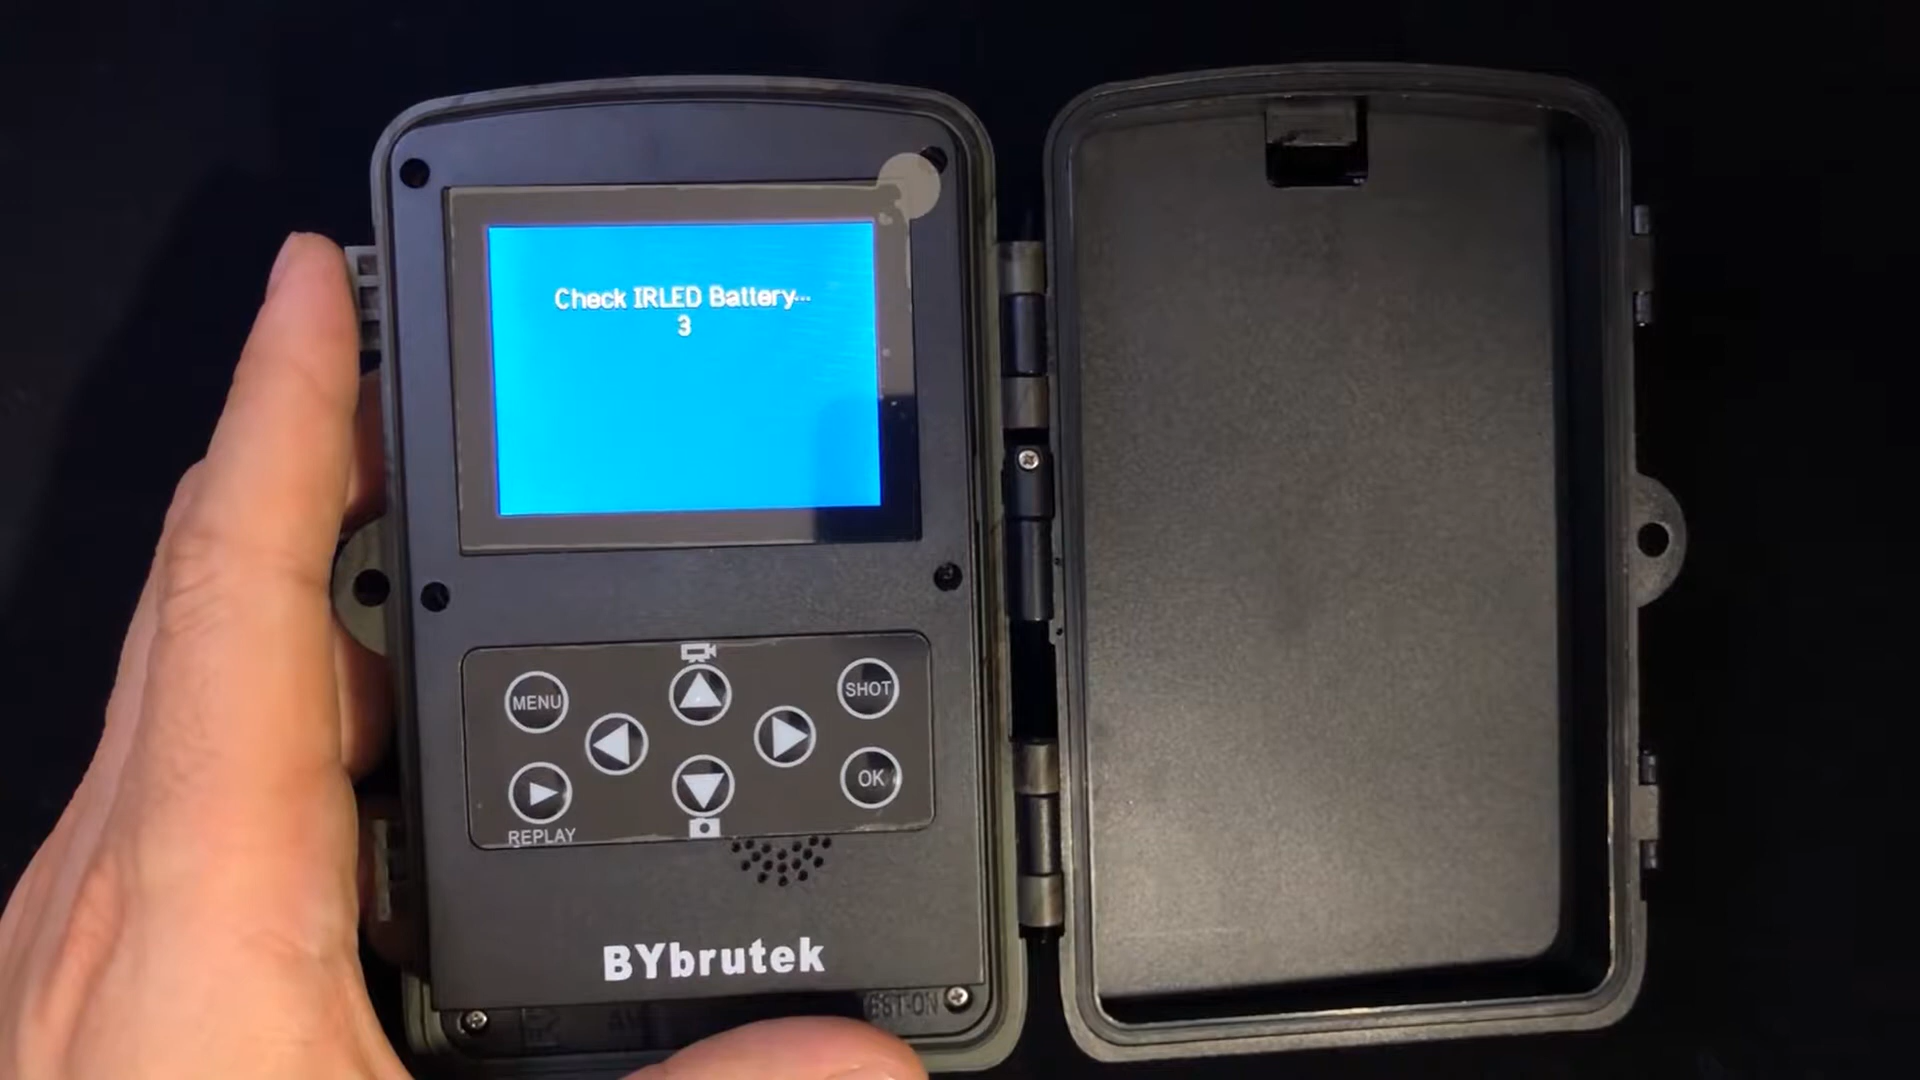 Check IRLED Battery...
3
MENU
SHOT
OK
REPLAY
BYbrutek